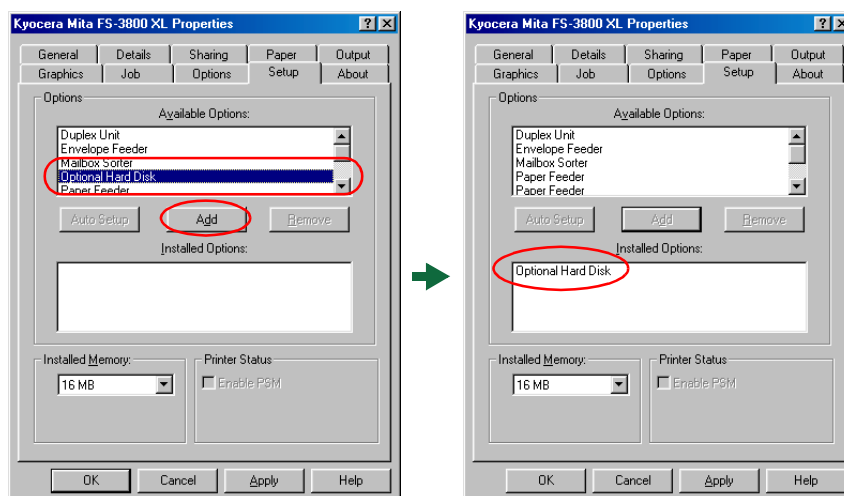 Kyocera Mita FS-3800 XL Properties
General Details Sharing Paper Output
Graphics Job Options Setup About
Options
Available Options:
Duplex Unit
Envelope Feeder
Mailbox Sorter
Optional Hard Disk
Paper Feeder
Auto Setup Add Remove
Installed Options:
Installed Memory:
16 MB
Printer Status
Enable PSM
OK Cancel Apply Help
Kyocera Mita FS-3800 XL Properties
General Details Sharing Paper Output
Graphics Job Options Setup About
Options
Available Options:
Duplex Unit
Envelope Feeder
Mailbox Sorter
Paper Feeder
Paper Feeder
Auto Setup Add Remove
Installed Options:
Optional Hard Disk
Installed Memory:
16 MB
Printer Status
Enable PSM
OK Cancel Apply Help